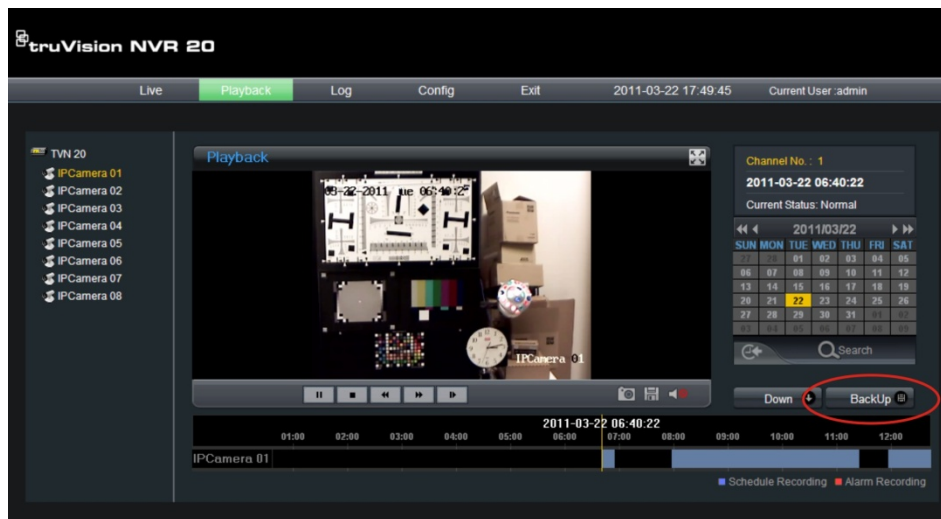 truVision NVR 20
Live Playback Log Config Exit 2011-03-22 17:49:45 Current User :admin
TVN 20
IPCamera 01
IPCamera 02
IPCamera 03
IPCamera 04
IPCamera 05
IPCamera 06
IPCamera 07
IPCamera 08
Playback
IPCamera 01
Channel No. : 1
2011-03-22 06:40:22
Current Status: Normal
2011/03/22
SUN MON TUE WED THU FRI SAT
27 28 01 02 03 04 05
06 07 08 09 10 11 12
13 14 15 16 17 18 19
20 21 22 23 24 25 26
27 28 29 30 31 01 02
03 04 05 06 07 08 09
Search
Down BackUp
2011-03-22 06:40:22
01:00 02:00 03:00 04:00 05:00 06:00 07:00 08:00 09:00 10:00 11:00 12:00
IPCamera 01
Schedule Recording Alarm Recording